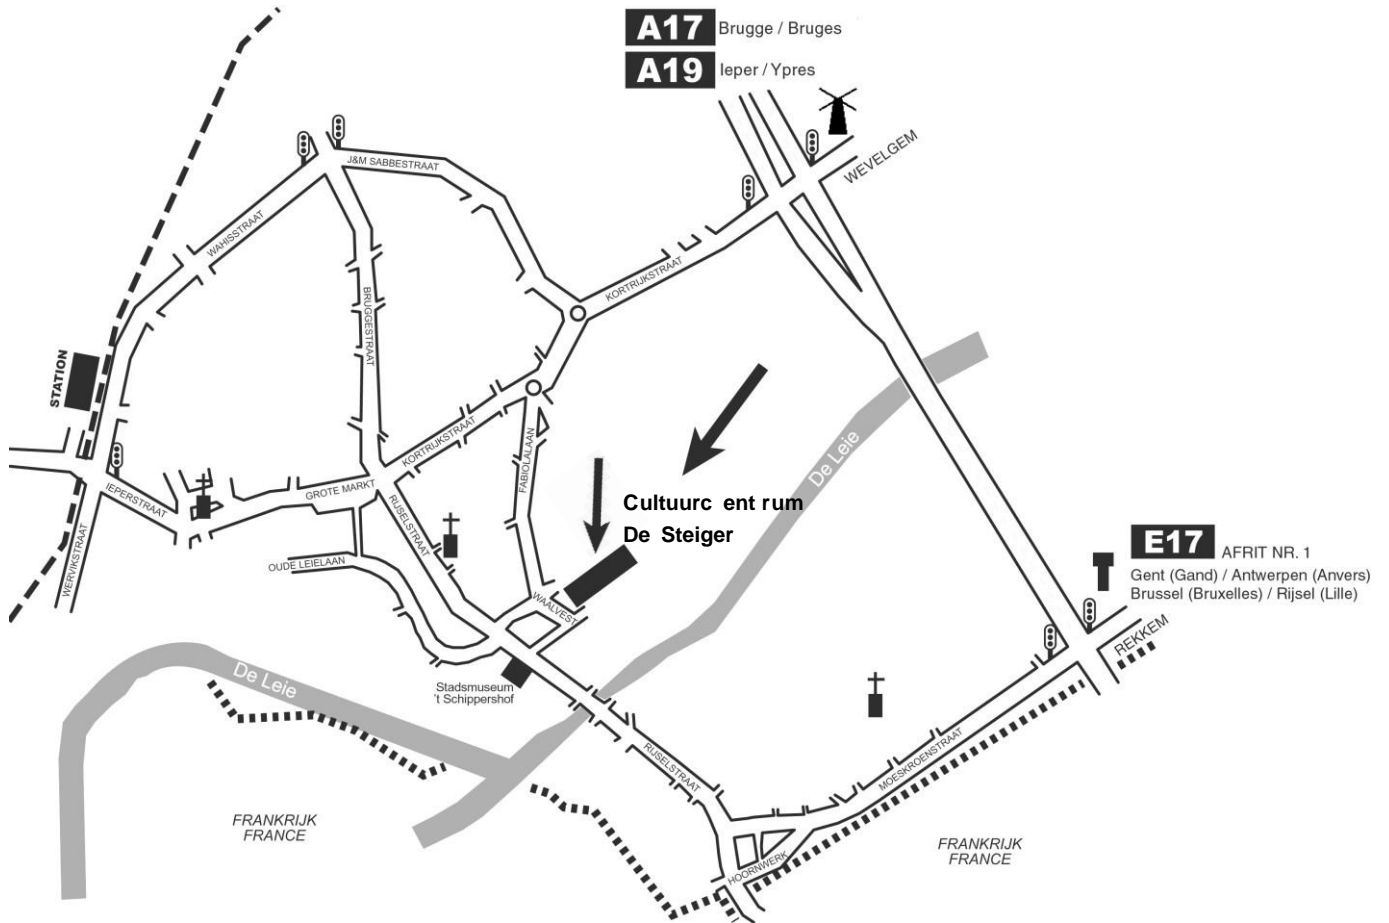 A17 Brugge / Bruges
A19 Ieper / Ypres
J&M SABBESTRAAT
WEVELGEM
WAHISSTRAAT
KORTRIJKSTRAAT
BRUGGESTRAAT
STATION
KORTRIJKSTRAAT
FABIOLALAAN
De Leie
IEPERSTRAAT
GROTE MARKT
RIJSELSTRAAT
Cultuurc ent rum
De Steiger
WERVIKSTRAAT
OUDE LEIELAAN
WAALVEST
E17 AFRIT NR. 1
Gent (Gand) / Antwerpen (Anvers)
Brussel (Bruxelles) / Rijsel (Lille)
REKKEM
De Leie
Stadsmuseum
't Schippershof
RIJSELSTRAAT
MOESKROENSTRAAT
FRANKRIJK
FRANCE
FRANKRIJK
FRANCE
HOORNWERK